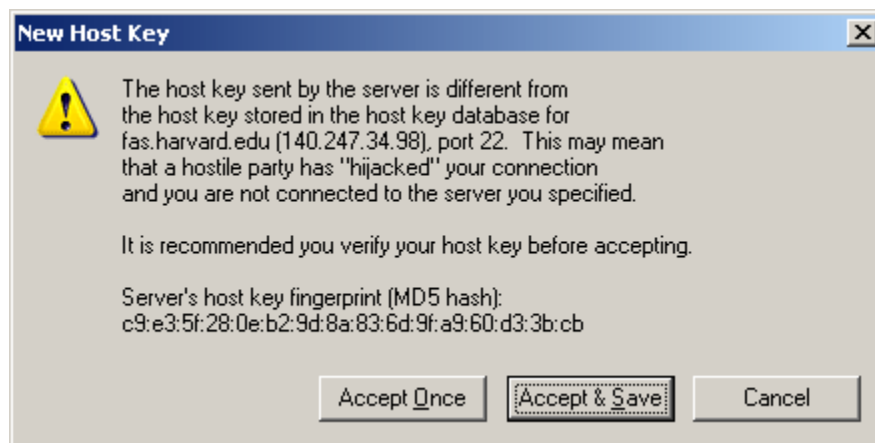 New Host Key
The host key sent by the server is different from
the host key stored in the host key database for
fas.harvard.edu (140.247.34.98), port 22.  This may mean
that a hostile party has "hijacked" your connection
and you are not connected to the server you specified.
It is recommended you verify your host key before accepting.
Server's host key fingerprint (MD5 hash):
c9:e3:5f:28:0e:b2:9d:8a:83:6d:9f:a9:60:d3:3b:cb
Accept Once Accept & Save Cancel